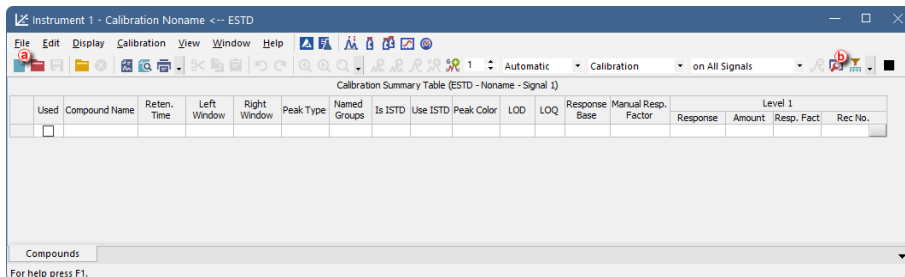 Instrument 1 - Calibration Noname <-- ESTD
File Edit Display Calibration View Window Help
a b
1 Automatic Calibration on All Signals
Calibration Summary Table (ESTD - Noname - Signal 1)
Used Compound Name Reten. Time Left Window Right Window Peak Type Named Groups Is ISTD Use ISTD Peak Color LOD LOQ Response Base Manual Resp. Factor Level 1
Response Amount Resp. Fact Rec No.
Compounds
For help press F1.